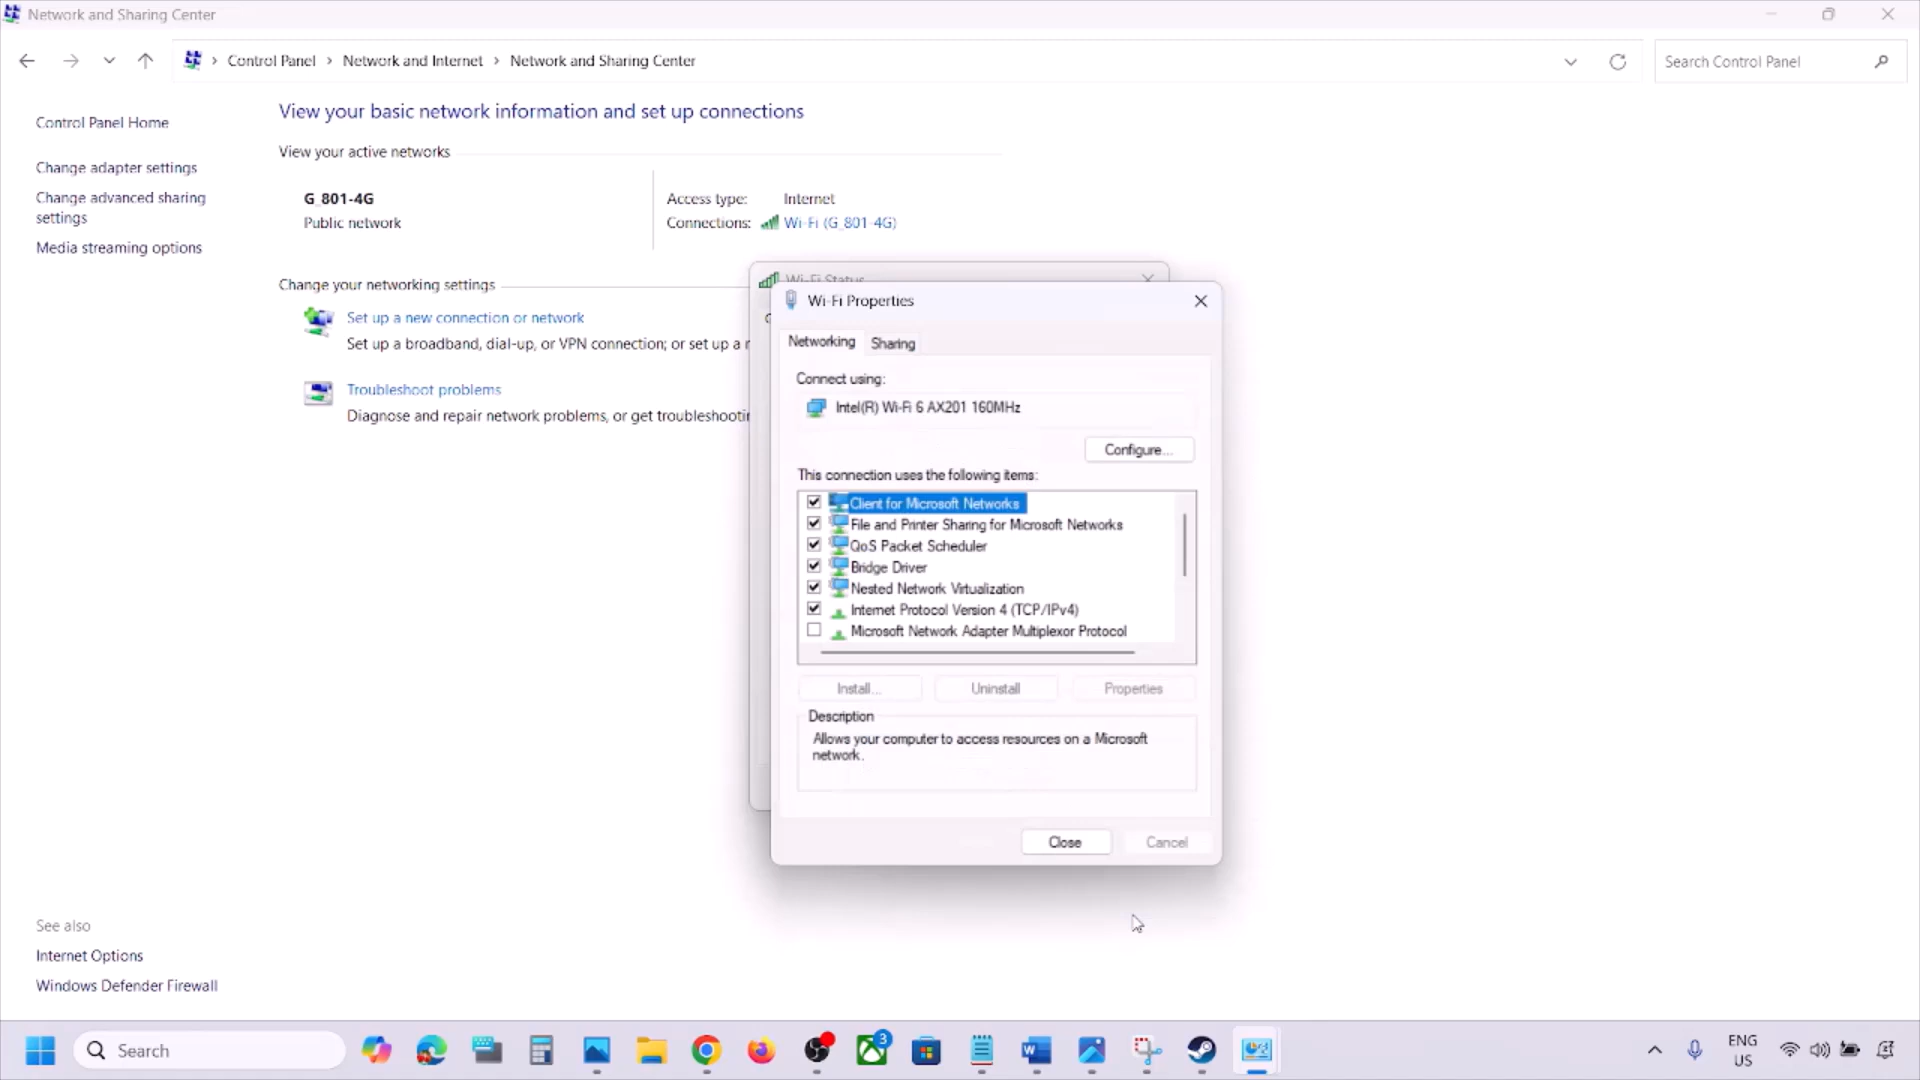 Network and Sharing Center
Control Panel > Network and Internet > Network and Sharing Center
Search Control Panel
Control Panel Home
Change adapter settings
Change advanced sharing
settings
Media streaming options
View your basic network information and set up connections
View your active networks
G_801-4G
Public network
Access type: Internet
Connections: Wi-Fi (G_801-4G)
Change your networking settings
Set up a new connection or network
Set up a broadband, dial-up, or VPN connection; or set up a
Troubleshoot problems
Diagnose and repair network problems, or get
Wi-Fi Status
Wi-Fi Properties
Networking
Sharing
Connect using:
Intel(R) Wi-Fi 6 AX201 160MHz
Configure...
This connection uses the following items:
Client for Microsoft Networks
File and Printer Sharing for Microsoft Networks
QoS Packet Scheduler
Bridge Driver
Nested Network Virtualization
Internet Protocol Version 4 (TCP/IPv4)
Microsoft Network Adapter Multiplexor Protocol
Install...
Uninstall
Properties
Description
Allows your computer to access resources on a Microsoft
network.
Close
Cancel
See also
Internet Options
Windows Defender Firewall
Search
3
ENG
US